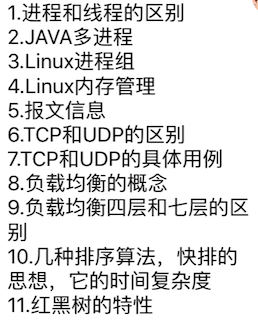 1.进程和线程的区别
2.JAVA多进程
3.Linux进程组
4.Linux内存管理
5.报文信息
6.TCP和UDP的区别
7.TCP和UDP的具体用例
8.负载均衡的概念
9.负载均衡四层和七层的区
别
10.几种排序算法，快排的
思想，它的时间复杂度
11.红黑树的特性